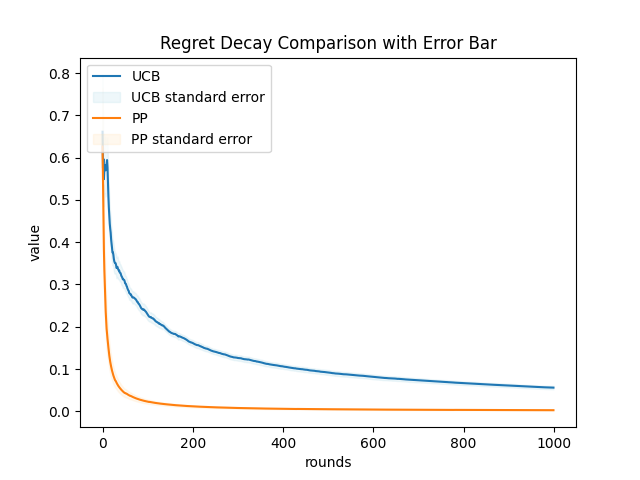 Regret Decay Comparison with Error Bar
UCB
UCB standard error
PP
PP standard error
0.8
0.7
0.6
0.5
0.4
0.3
0.2
0.1
0.0
value
0 200 400 600 800 1000
rounds